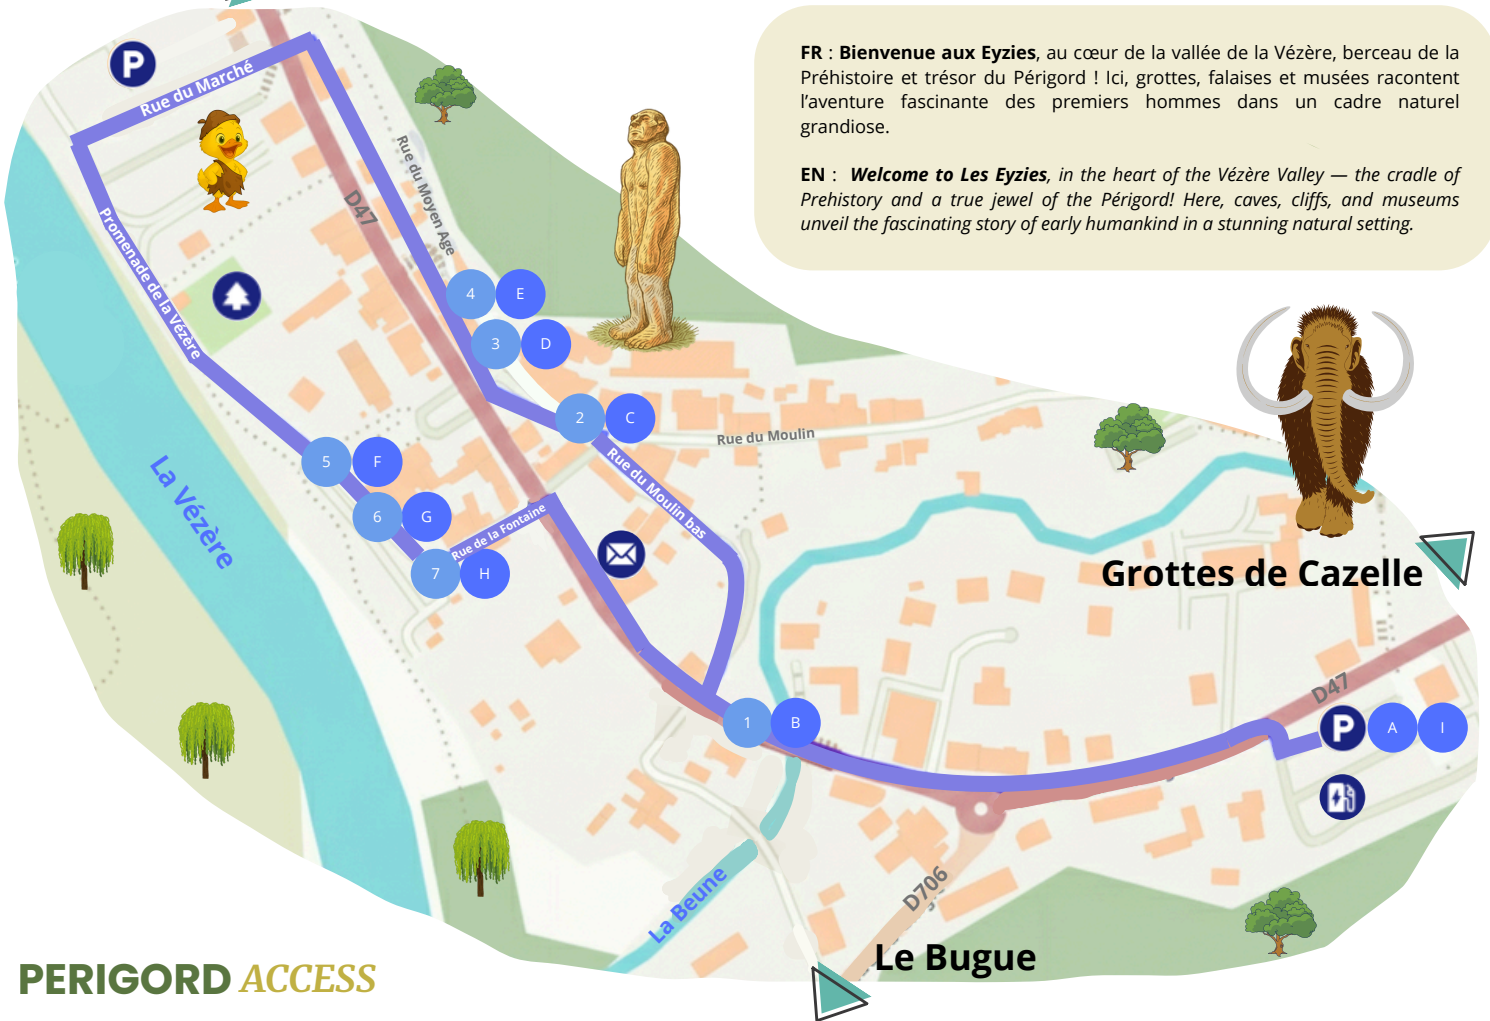 FR : Bienvenue aux Eyzies, au cœur de la vallée de la Vézère, berceau de la
Préhistoire et trésor du Périgord ! Ici, grottes, falaises et musées racontent
l’aventure fascinante des premiers hommes dans un cadre naturel
grandiose.
EN : Welcome to Les Eyzies, in the heart of the Vézère Valley — the cradle of
Prehistory and a true jewel of the Périgord! Here, caves, cliffs, and museums
unveil the fascinating story of early humankind in a stunning natural setting.
P
Rue du Marché
Rue du Moyen Age
D47
Promenade de la Vézère
4 E
3 D
2 C
Rue du Moulin
Rue du Moulin bas
5 F
6 G
Rue de la Fontaine
7 H
La Vézère
Grottes de Cazelle
D47
1 B
P A I
D706
La Beune
Le Bugue
PERIGORD ACCESS